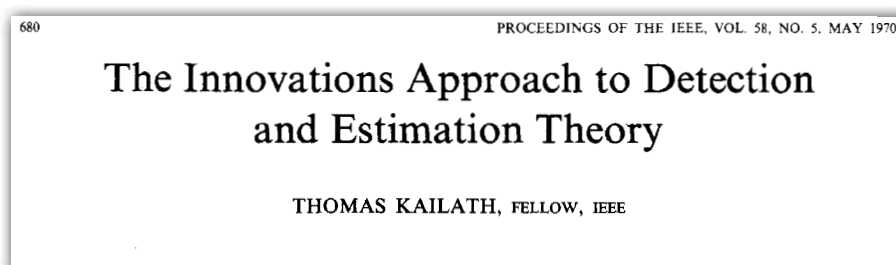 680 PROCEEDINGS OF THE IEEE, VOL. 58, NO. 5, MAY 1970
The Innovations Approach to Detection
and Estimation Theory
THOMAS KAILATH, FELLOW, IEEE